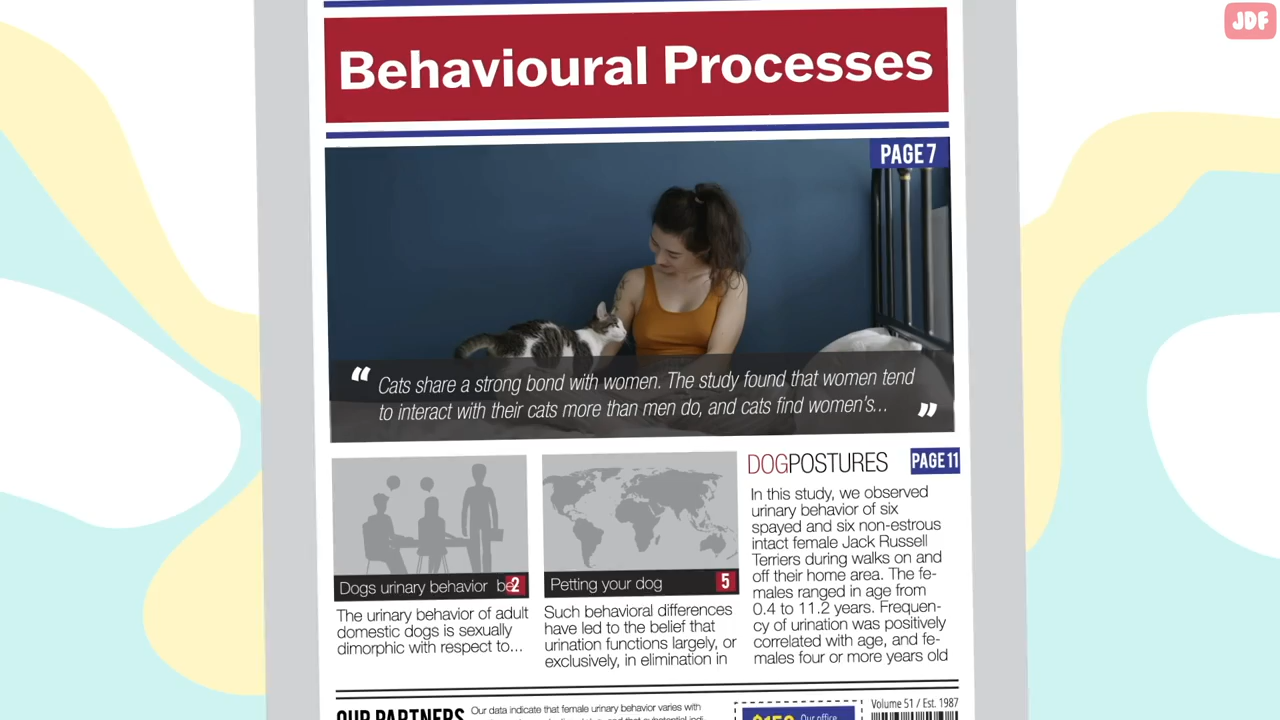 JDF
Behavioural Processes
PAGE 7
“ Cats share a strong bond with women. The study found that women tend
to interact with their cats more than men do, and cats find women's... ”
Dogs urinary behavior be
2
The urinary behavior of adult
domestic dogs is sexually
dimorphic with respect to...
Petting your dog
5
Such behavioral differences
have led to the belief that
urination functions largely, or
exclusively, in elimination in
DOGPOSTURES
PAGE 11
In this study, we observed
urinary behavior of six
spayed and six non-estrous
intact female Jack Russell
Terriers during walks on and
off their home area. The fe-
males ranged in age from
0.4 to 11.2 years. Frequen-
cy of urination was positively
correlated with age, and fe-
males four or more years old
OUR PARTNERS
Our data indicate that female urinary behavior varies with
$150
Our office
Volume 51 / Est. 1987